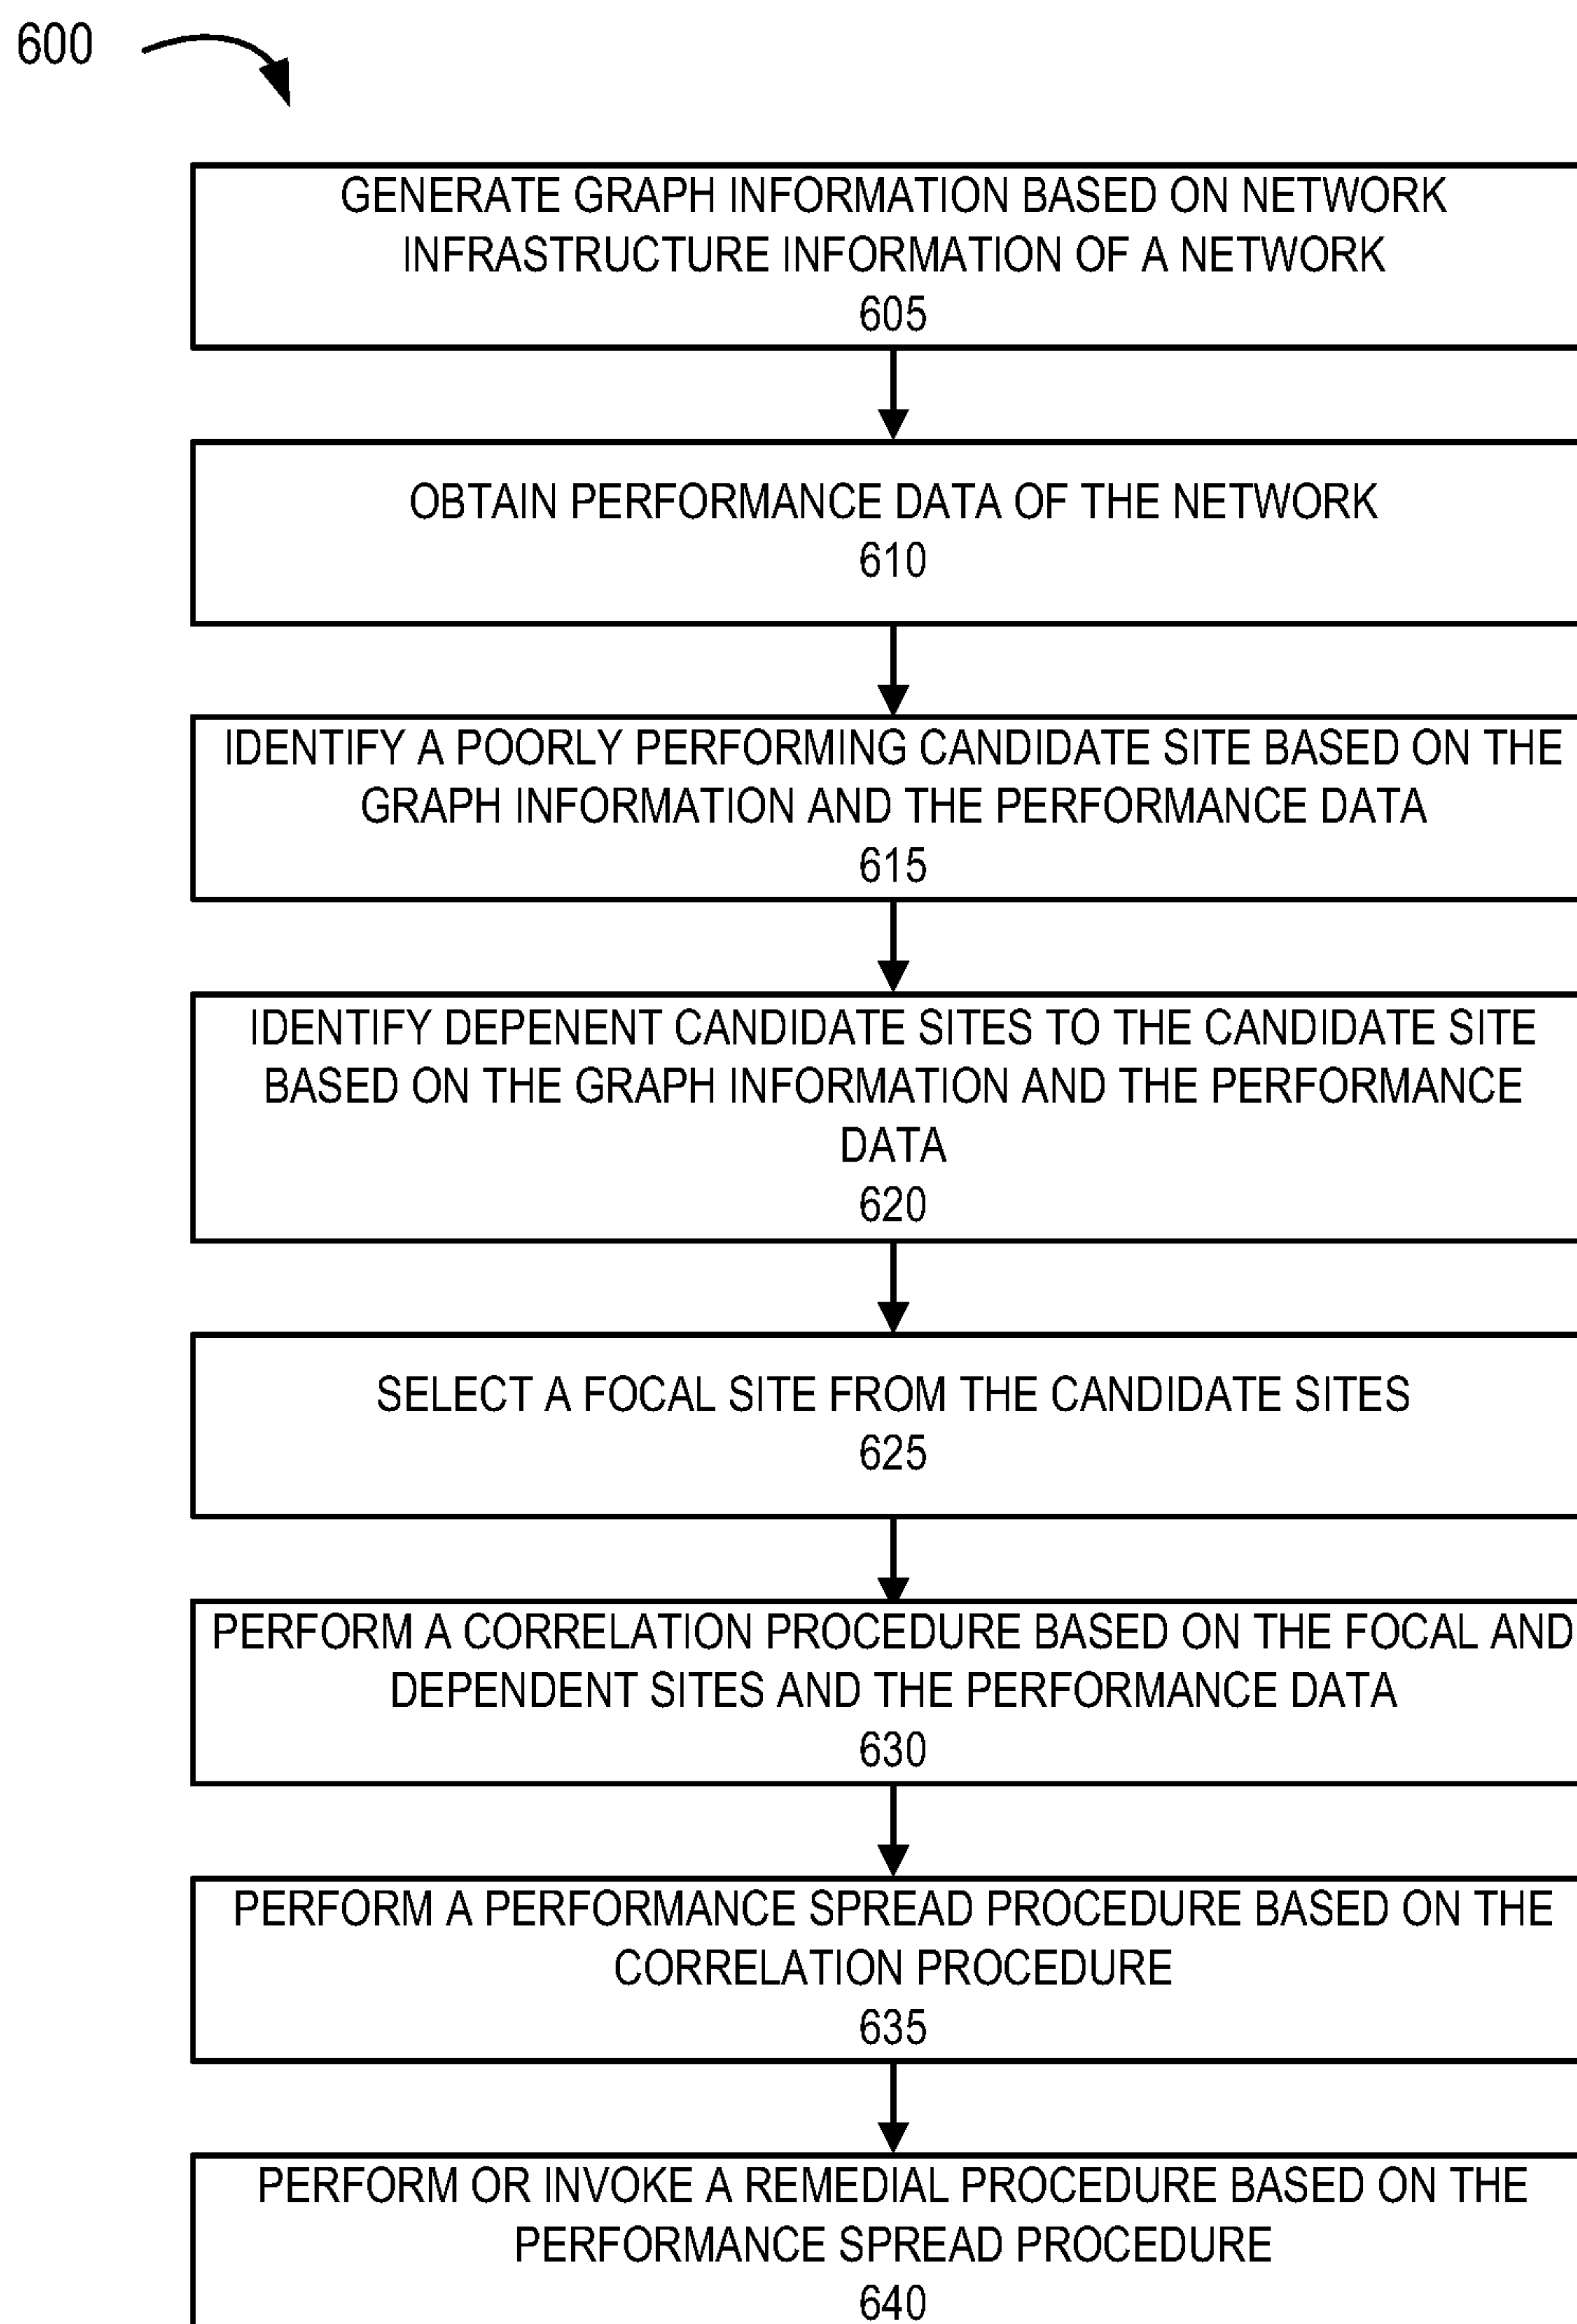 600
GENERATE GRAPH INFORMATION BASED ON NETWORK
INFRASTRUCTURE INFORMATION OF A NETWORK
605
OBTAIN PERFORMANCE DATA OF THE NETWORK
610
IDENTIFY A POORLY PERFORMING CANDIDATE SITE BASED ON THE
GRAPH INFORMATION AND THE PERFORMANCE DATA
615
IDENTIFY DEPENENT CANDIDATE SITES TO THE CANDIDATE SITE
BASED ON THE GRAPH INFORMATION AND THE PERFORMANCE
DATA
620
SELECT A FOCAL SITE FROM THE CANDIDATE SITES
625
PERFORM A CORRELATION PROCEDURE BASED ON THE FOCAL AND
DEPENDENT SITES AND THE PERFORMANCE DATA
630
PERFORM A PERFORMANCE SPREAD PROCEDURE BASED ON THE
CORRELATION PROCEDURE
635
PERFORM OR INVOKE A REMEDIAL PROCEDURE BASED ON THE
PERFORMANCE SPREAD PROCEDURE
640